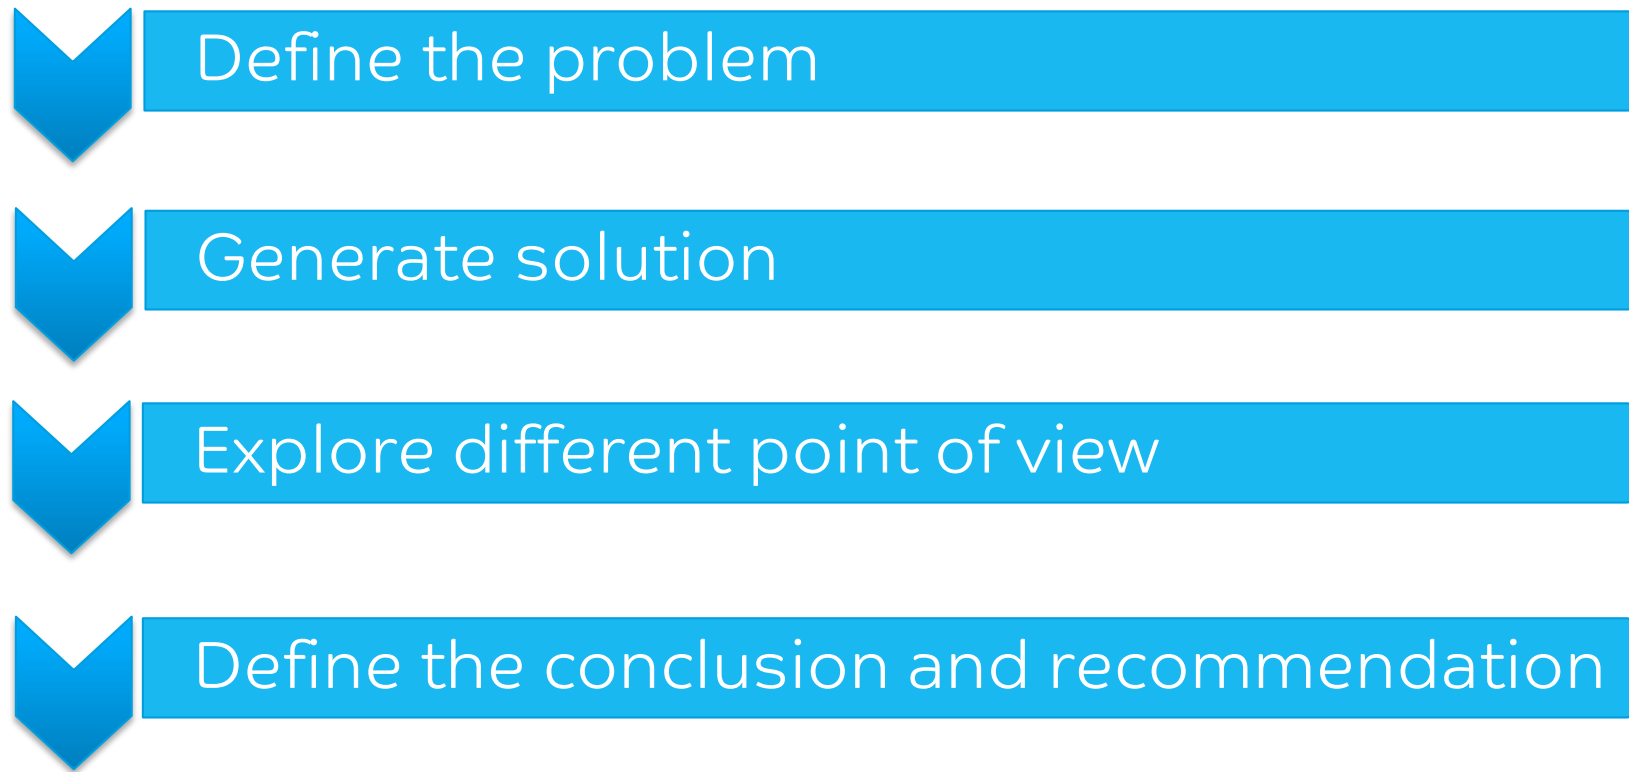 Define the problem
Generate solution
Explore different point of view
Define the conclusion and recommendation